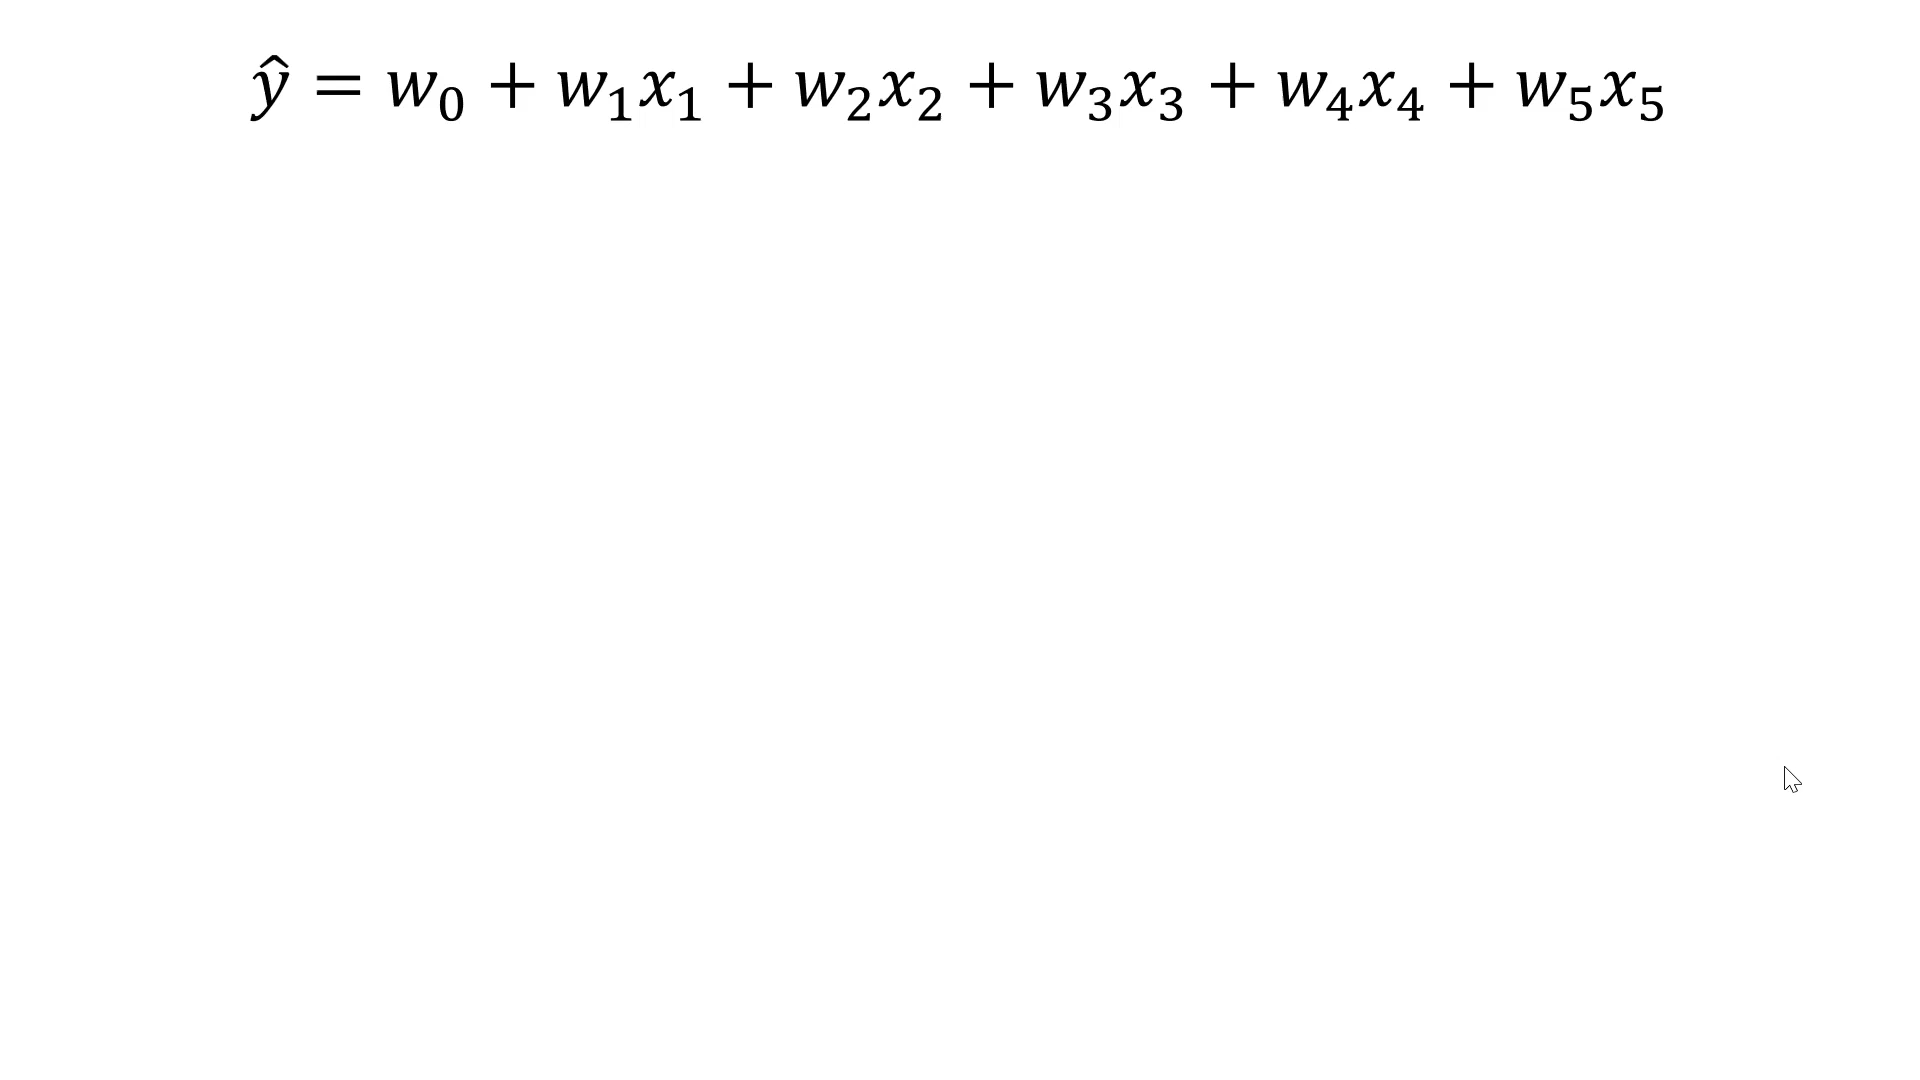 ŷ = w₀ + w₁x₁ + w₂x₂ + w₃x₃ + w₄x₄ + w₅x₅